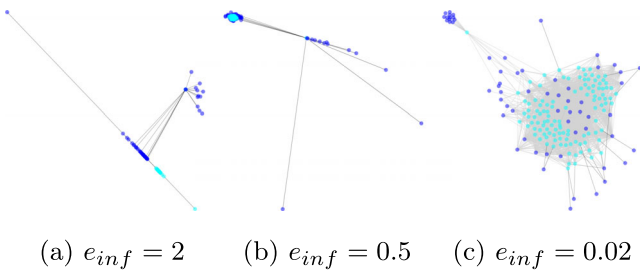 (a) e_{inf} = 2 (b) e_{inf} = 0.5 (c) e_{inf} = 0.02